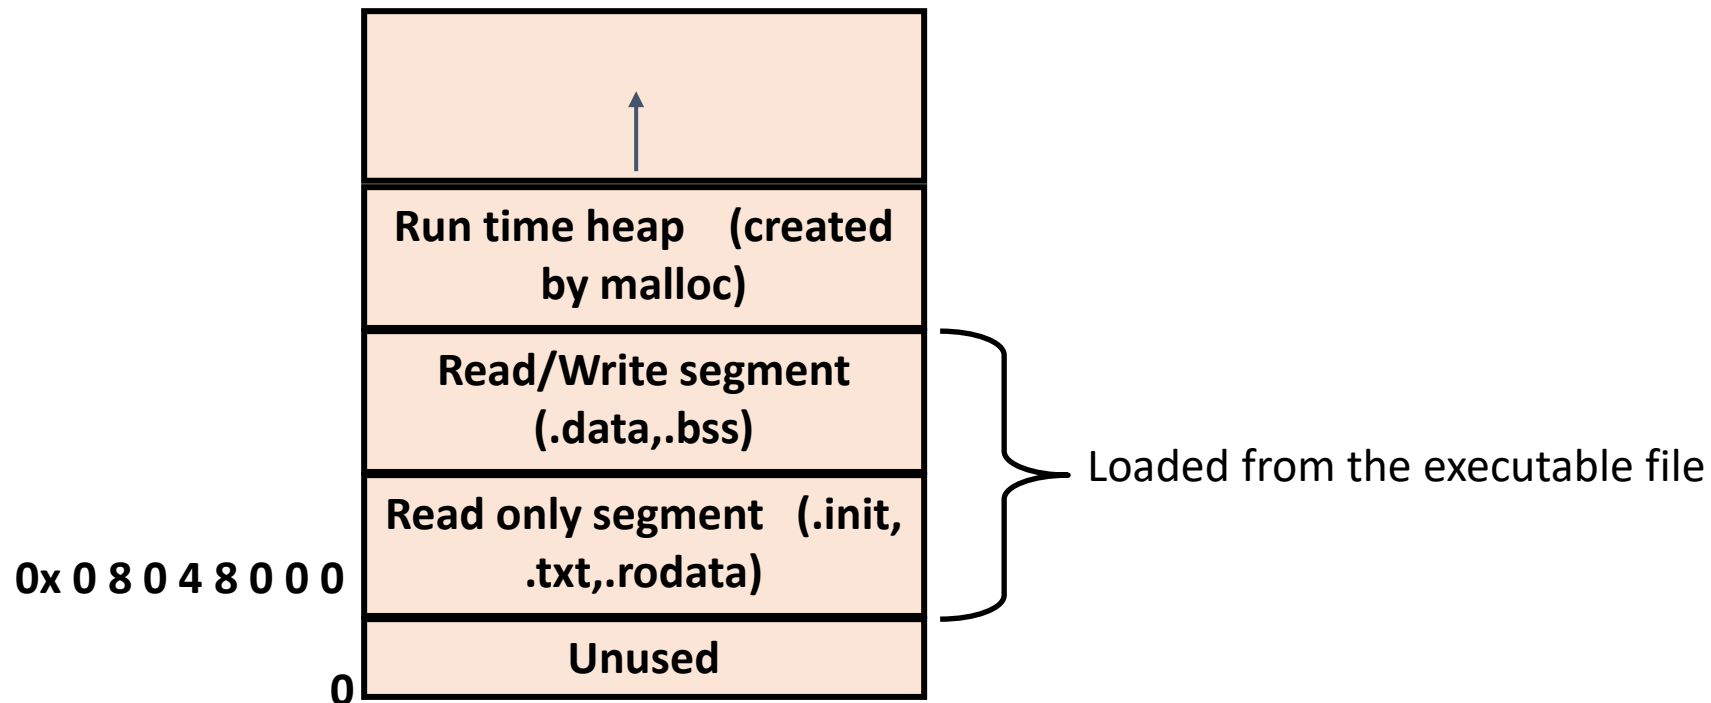 Run time heap (created
by malloc)
Read/Write segment
(.data,.bss)
Loaded from the executable file
Read only segment (.init,
.txt,.rodata)
0x 0 8 0 4 8 0 0 0
Unused
0